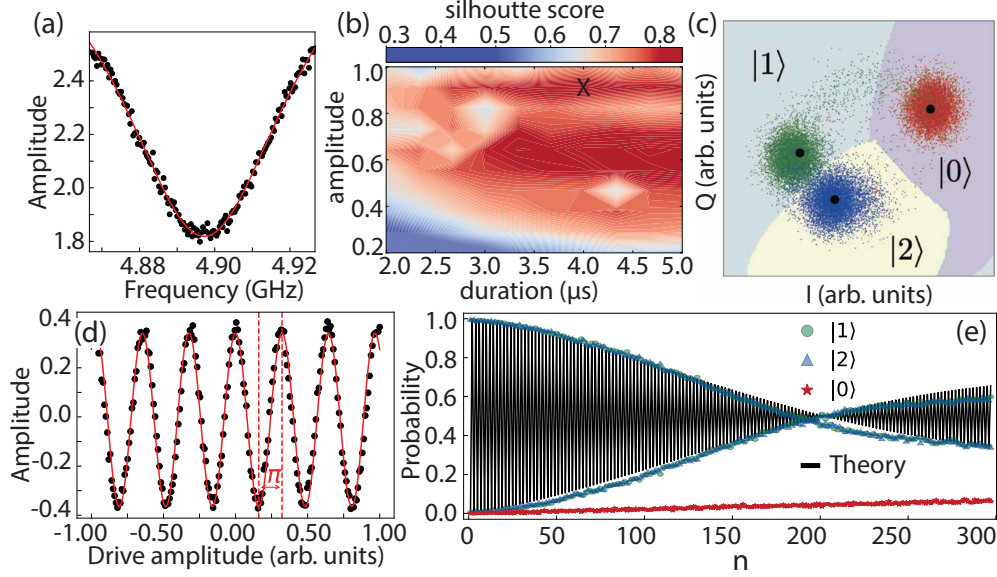 (a)
Amplitude
2.4
2.2
2.0
1.8
4.88 4.90 4.92
Frequency (GHz)
(b)
silhoutte score
0.3 0.4 0.5 0.6 0.7 0.8
amplitude
1.0
0.8
0.6
0.4
0.2
X
2.0 2.5 3.0 3.5 4.0 4.5 5.0
duration (μs)
(c)
Q (arb. units)
|1⟩
|0⟩
|2⟩
I (arb. units)
(d)
Amplitude
0.4
0.2
0.0
-0.2
-0.4
π
-1.00 -0.50 0.00 0.50 1.00
Drive amplitude (arb. units)
(e)
Probability
1.0
0.8
0.6
0.4
0.2
0.0
|1⟩
|2⟩
|0⟩
Theory
0 50 100 150 200 250 300
n